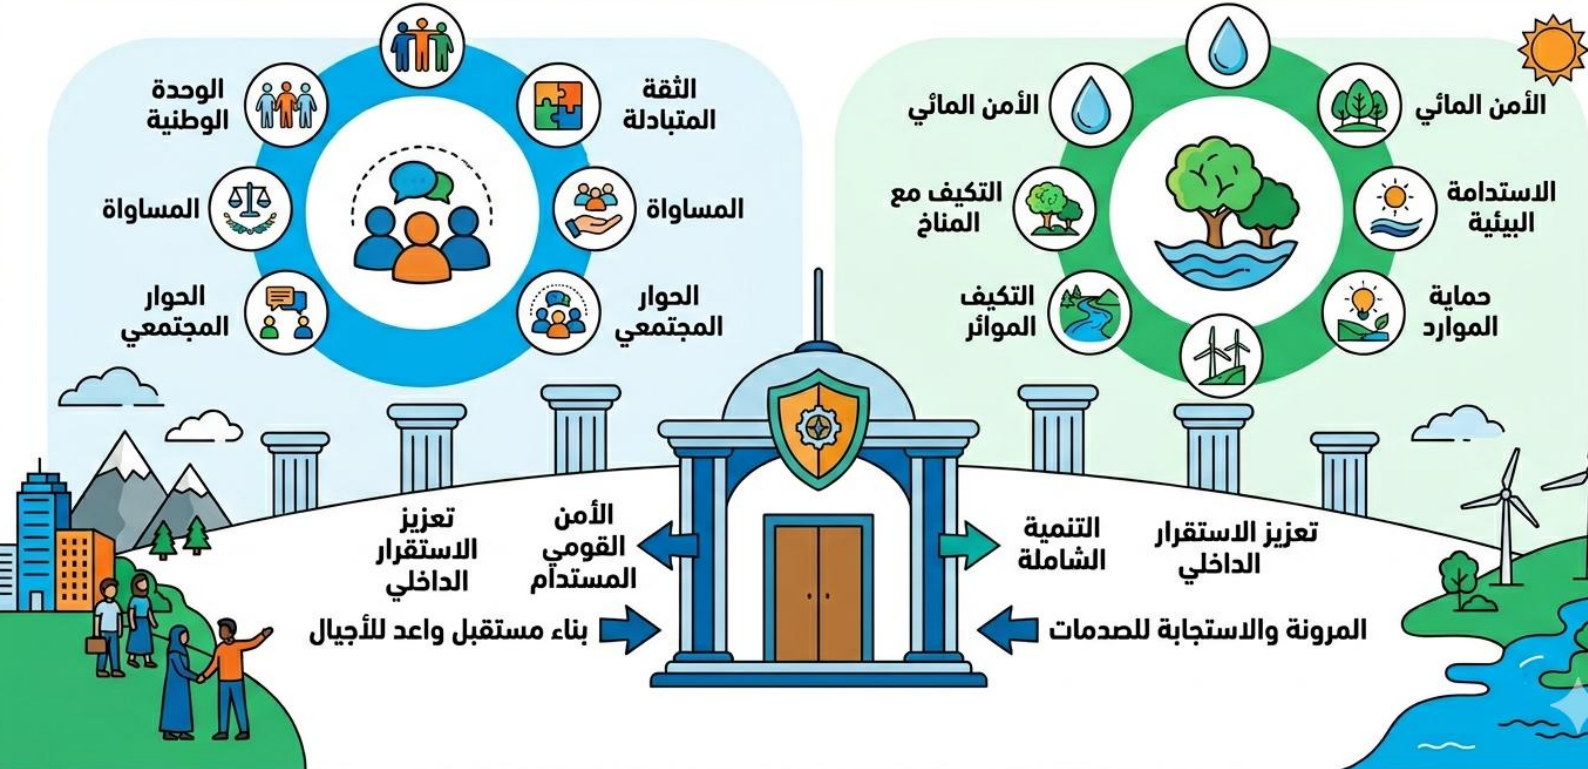 الأمن المائي
الاستدامة
البيئية
حماية
الموارد
الأمن المائي
التكيف مع
المناخ
التكيف
الموائر
الثقة
المتبادلة
المساواة
الحوار
المجتمعي
الوحدة
الوطنية
المساواة
الحوار
المجتمعي
تعزيز الاستقرار
الداخلي
التنمية
الشاملة
المرونة والاستجابة للصدمات
الأمن
القومي
المستدام
تعزيز
الاستقرار
الداخلي
بناء مستقبل واعد للأجيال